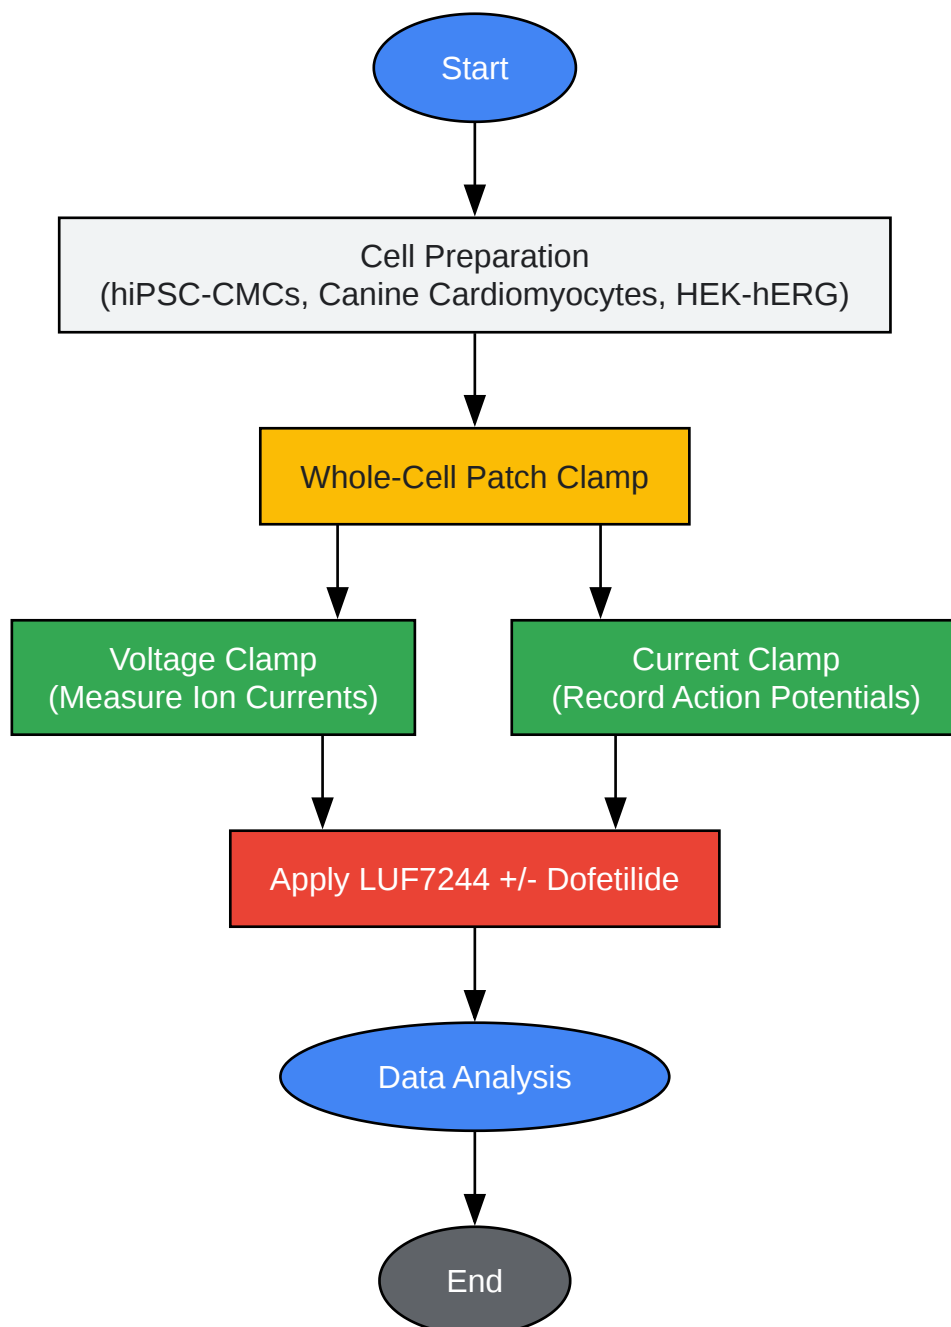 Start
Cell Preparation
(hiPSC-CMCs, Canine Cardiomyocytes, HEK-hERG)
Whole-Cell Patch Clamp
Voltage Clamp
(Measure Ion Currents)
Current Clamp
(Record Action Potentials)
Apply LUF7244 +/- Dofetilide
Data Analysis
End